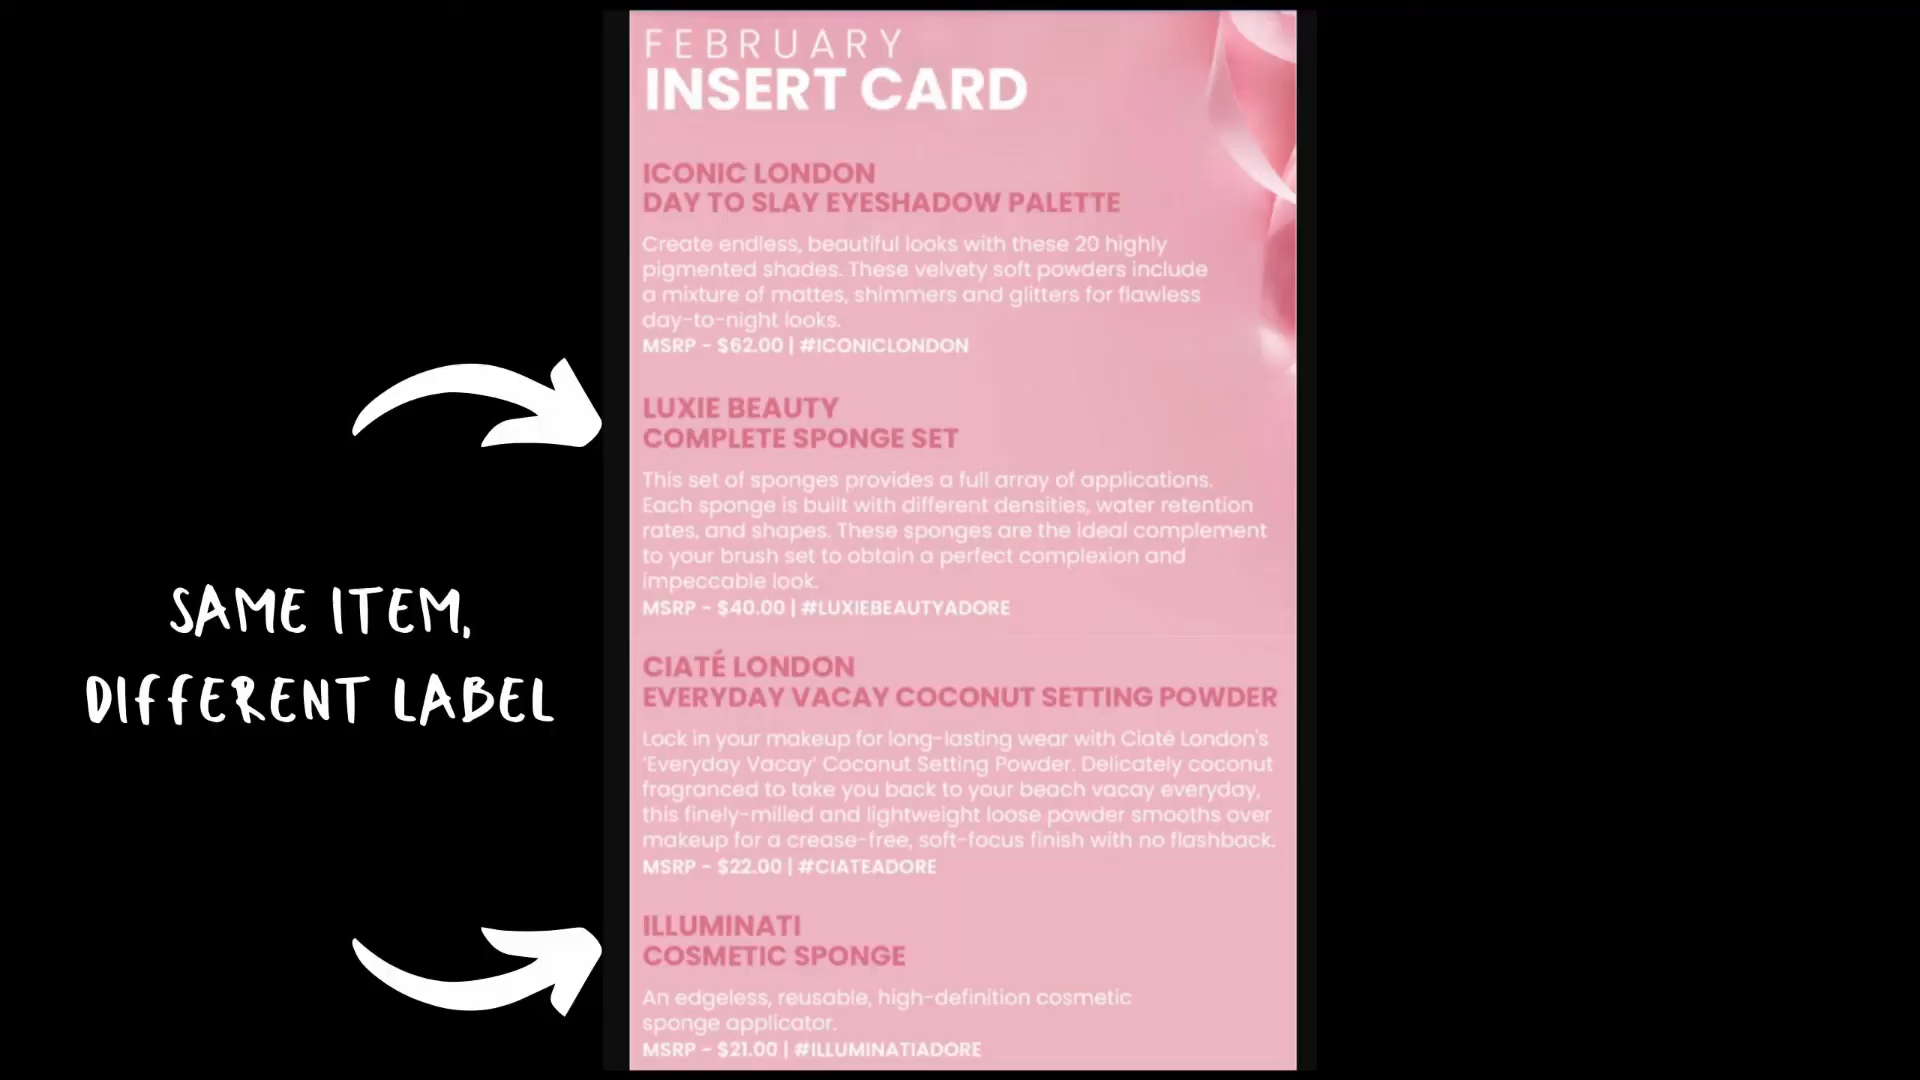 FEBRUARY
INSERT CARD
ICONIC LONDON
DAY TO SLAY EYESHADOW PALETTE
Create endless, beautiful looks with these 20 highly
pigmented shades. These velvety soft powders include
a mixture of mattes, shimmers and glitters for flawless
day-to-night looks.
MSRP - $62.00 | #ICONICLONDON
LUXIE BEAUTY
COMPLETE SPONGE SET
This set of sponges provides a full array of applications.
Each sponge is built with different densities, water retention
rates, and shapes. These sponges are the ideal complement
to your brush set to obtain a perfect complexion and
impeccable look.
MSRP - $40.00 | #LUXIEBEAUTYADORE
CIATÉ LONDON
EVERYDAY VACAY COCONUT SETTING POWDER
Lock in your makeup for long-lasting wear with Ciaté London's
'Everyday Vacay' Coconut Setting Powder. Delicately coconut
fragranced to take you back to your beach vacay everyday,
this finely-milled and lightweight loose powder smooths over
makeup for a crease-free, soft-focus finish with no flashback.
MSRP - $22.00 | #CIATEADORE
ILLUMINATI
COSMETIC SPONGE
An edgeless, reusable, high-definition cosmetic
sponge applicator.
MSRP - $21.00 | #ILLUMINATIADORE
SAME ITEM,
DIFFERENT LABEL